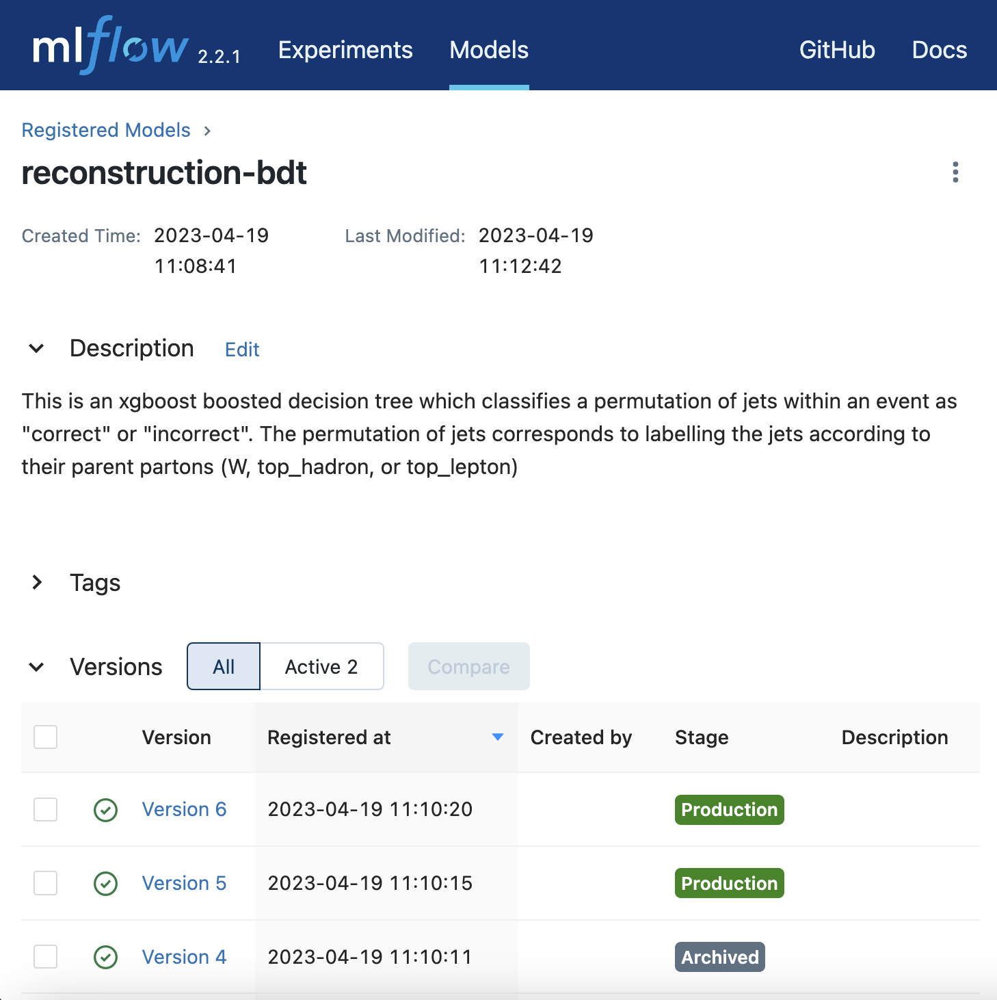 mlflow 2.2.1 Experiments Models GitHub Docs
Registered Models
reconstruction-bdt
Created Time: 2023-04-19 Last Modified: 2023-04-19
11:08:41 11:12:42
Description Edit
This is an xgboost boosted decision tree which classifies a permutation of jets within an event as
"correct" or "incorrect". The permutation of jets corresponds to labelling the jets according to
their parent partons (W, top_hadron, or top_lepton)
Tags
Versions All Active 2 Compare
Version Registered at Created by Stage Description
Version 6 2023-04-19 11:10:20 Production
Version 5 2023-04-19 11:10:15 Production
Version 4 2023-04-19 11:10:11 Archived